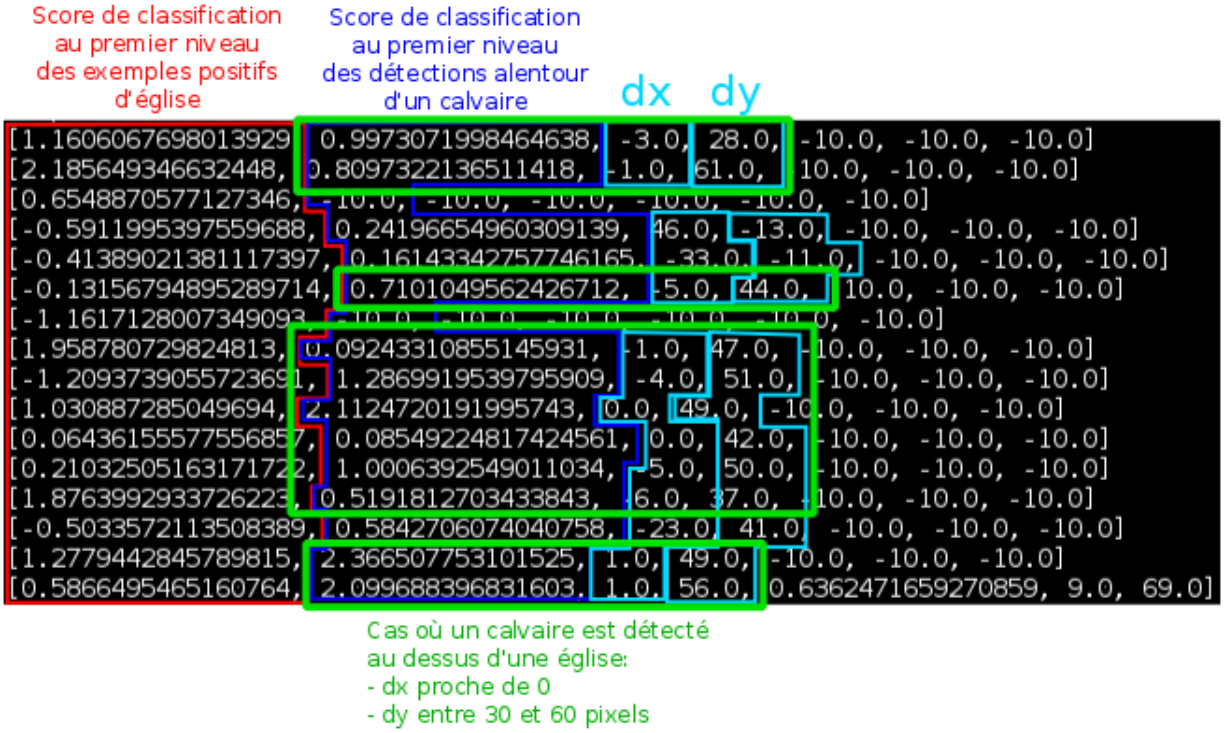 Score de classification
au premier niveau
des exemples positifs
d'église
Score de classification
au premier niveau
des détections alentour
d'un calvaire
dx dy
[1.1606067698013929, 0.9973071998464638, -3.0, 28.0, -10.0, -10.0, -10.0]
[2.185649346632448, 0.8097322136511418, -1.0, 61.0, -10.0, -10.0, -10.0]
[0.6548870577127346, -10.0, -10.0, -10.0, -10.0, -10.0, -10.0]
[-0.5911995397559688, 0.24196654960309139, 46.0, -13.0, -10.0, -10.0, -10.0]
[-0.41389021381117397, 0.16143342757746165, -33.0, -11.0, -10.0, -10.0, -10.0]
[-0.13156794895289714, 0.7101049562426712, -5.0, 44.0, -10.0, -10.0, -10.0]
[-1.1617128007349093, -10.0, -10.0, -10.0, -10.0, -10.0, -10.0]
[1.958780729824813, 0.09243310855145931, -1.0, 47.0, -10.0, -10.0, -10.0]
[-1.2093739055723691, 1.2869919539795909, -4.0, 51.0, -10.0, -10.0, -10.0]
[1.030887285049694, 2.1124720191995743, 0.0, 49.0, -10.0, -10.0, -10.0]
[0.06436155577556857, 0.08549224817424561, 0.0, 42.0, -10.0, -10.0, -10.0]
[0.21032505163171722, 1.0006392549011034, -5.0, 50.0, -10.0, -10.0, -10.0]
[1.8763992933726223, 0.5191812703433843, -6.0, 37.0, -10.0, -10.0, -10.0]
[-0.5033572113508389, 0.5842706074040758, -23.0, 41.0, -10.0, -10.0, -10.0]
[1.2779442845789815, 2.366507753101525, 1.0, 49.0, -10.0, -10.0, -10.0]
[0.5866495465160764, 2.0996883968831603, 1.0, 56.0, 0.6362471659270859, 9.0, 69.0]
Cas où un calvaire est détecté
au dessus d'une église:
- dx proche de 0
- dy entre 30 et 60 pixels